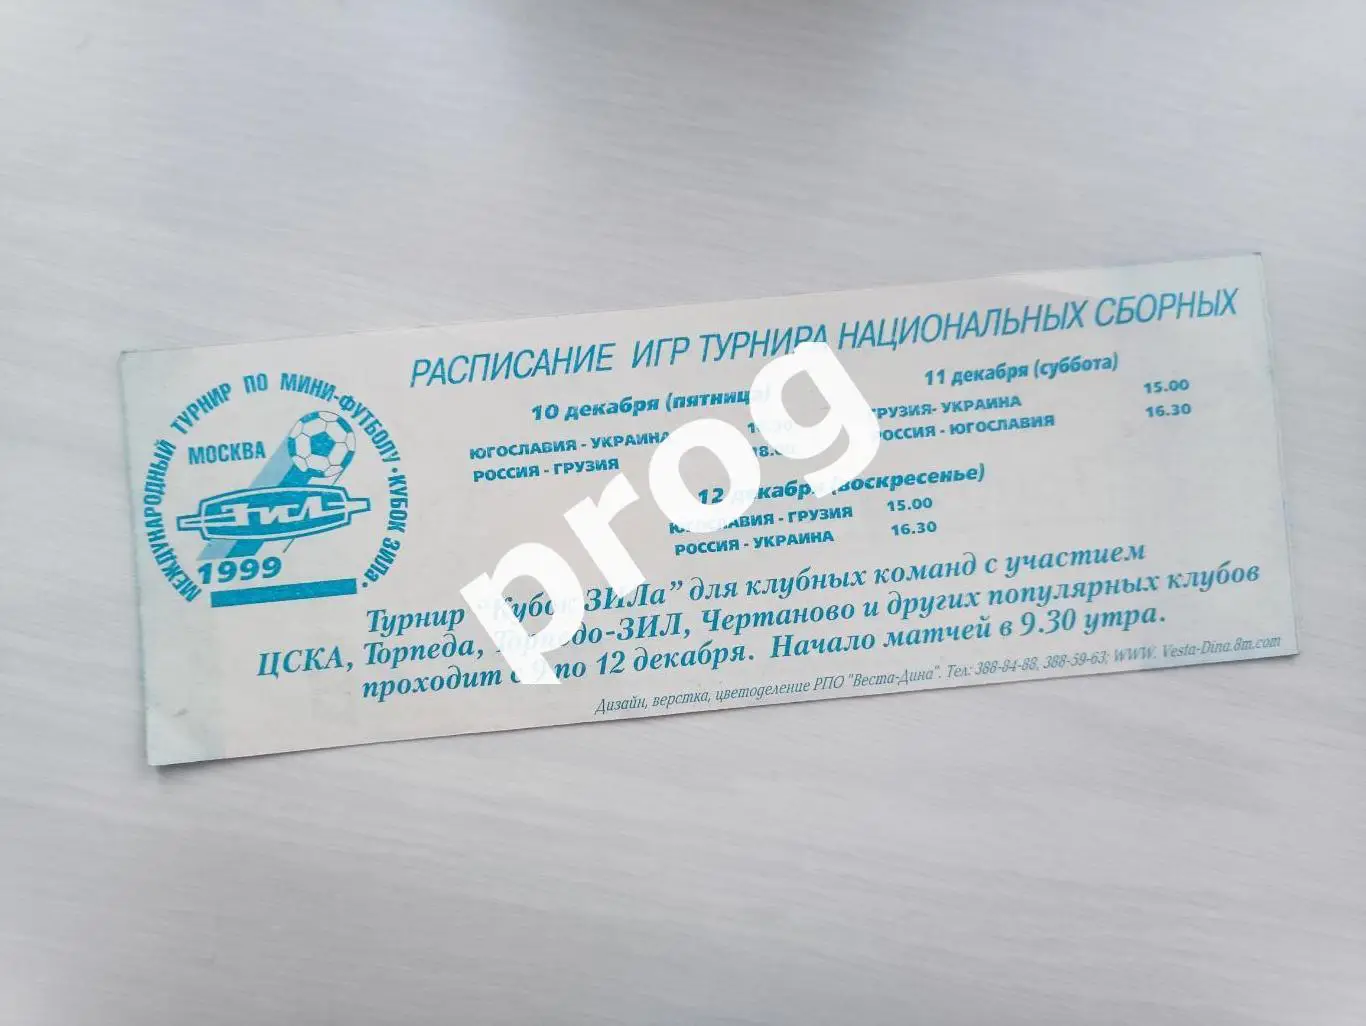 РАСПИСАНИЕ ИГР ТУРНИРА НАЦИОНАЛЬНЫХ СБОРНЫХ
МЕЖДУНАРОДНЫЙ ТУРНИР ПО МИНИ-ФУТБОЛУ • КУБОК ЗИЛа •
МОСКВА
ЗИЛ
1999
10 декабря (пятница)
ЮГОСЛАВИЯ - УКРАИНА
РОССИЯ - ГРУЗИЯ
11 декабря (суббота)
ГРУЗИЯ- УКРАИНА 15.00
РОССИЯ - ЮГОСЛАВИЯ 16.30
12 декабря (воскресенье)
ЮГОСЛАВИЯ - ГРУЗИЯ 15.00
РОССИЯ - УКРАИНА 16.30
Турнир "Кубок ЗИЛа" для клубных команд с участием
ЦСКА, Торпеда, Торпедо-ЗИЛ, Чертаново и других популярных клубов
проходит с 9 по 12 декабря. Начало матчей в 9.30 утра.
Дизайн, верстка, цветоделение РПО "Веста-Дина". Тел: 388-84-88, 388-59-63; WWW. Vesta-Dina.8m.com
prog